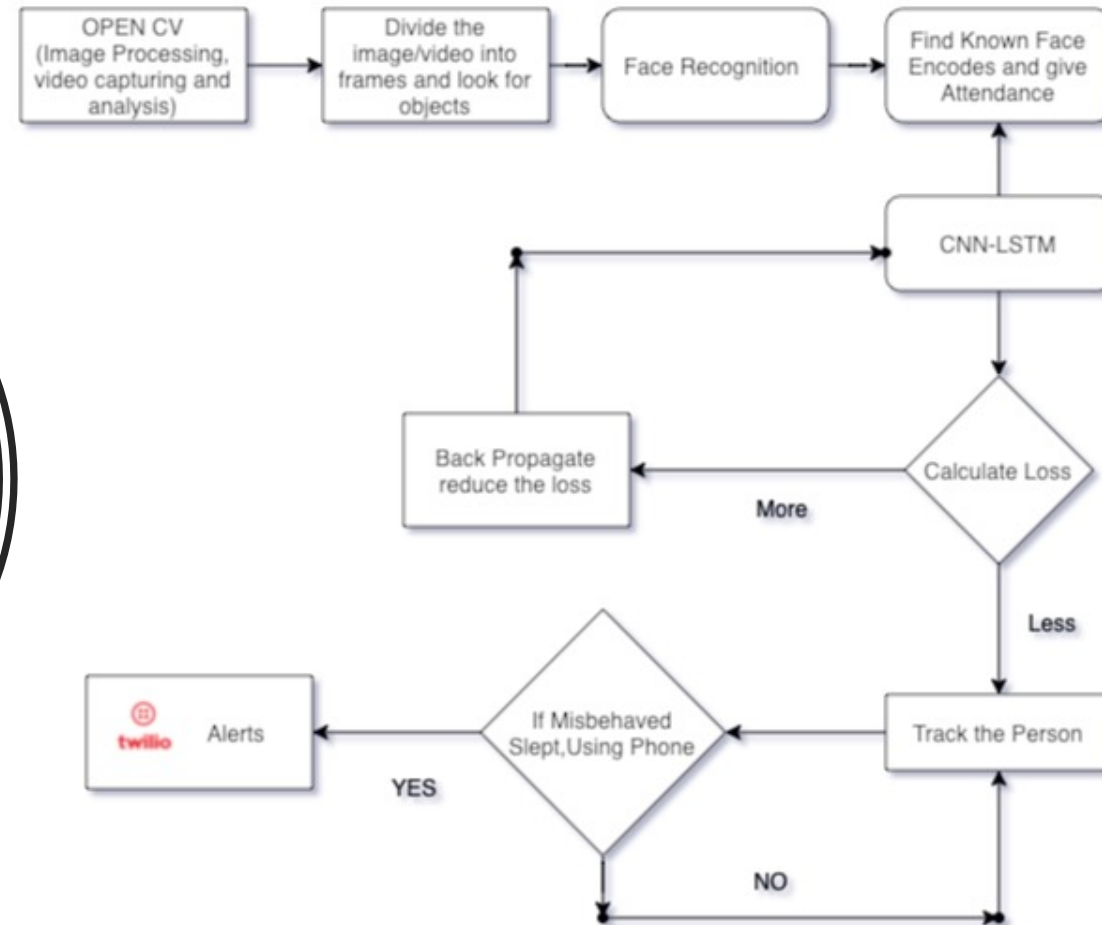 OPEN CV
(Image Processing,
video capturing and
analysis)
Divide the
image/video into
frames and look for
objects
Face Recognition
Find Known Face
Encodes and give
Attendance
CNN-LSTM
Back Propagate
reduce the loss
More
Calculate Loss
Less
twilio Alerts
YES
If Misbehaved
Slept,Using Phone
Track the Person
NO